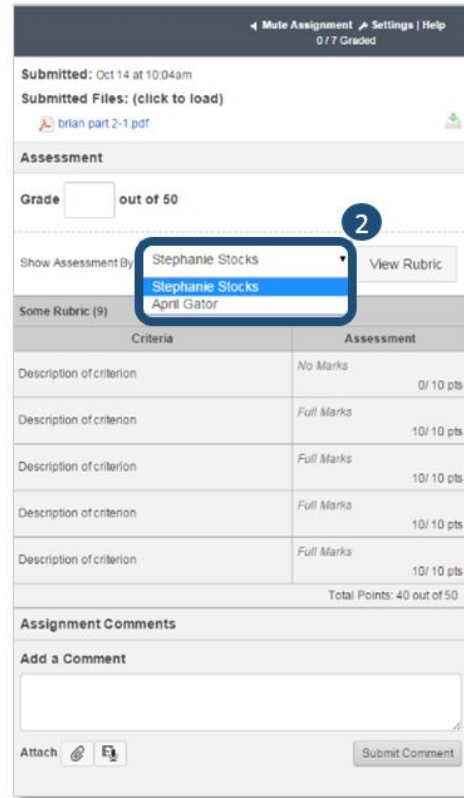 Mute Assignment Settings | Help
0 / 7 Graded
Submitted: Oct 14 at 10:04am
Submitted Files: (click to load)
brian part 2-1.pdf
Assessment
Grade out of 50
2
Show Assessment By Stephanie Stocks View Rubric
Stephanie Stocks
April Gator
Some Rubric (9)
Criteria Assessment
Description of criterion No Marks
0/ 10 pts
Description of criterion Full Marks
10/ 10 pts
Description of criterion Full Marks
10/ 10 pts
Description of criterion Full Marks
10/ 10 pts
Description of criterion Full Marks
10/ 10 pts
Total Points: 40 out of 50
Assignment Comments
Add a Comment
Attach Submit Comment